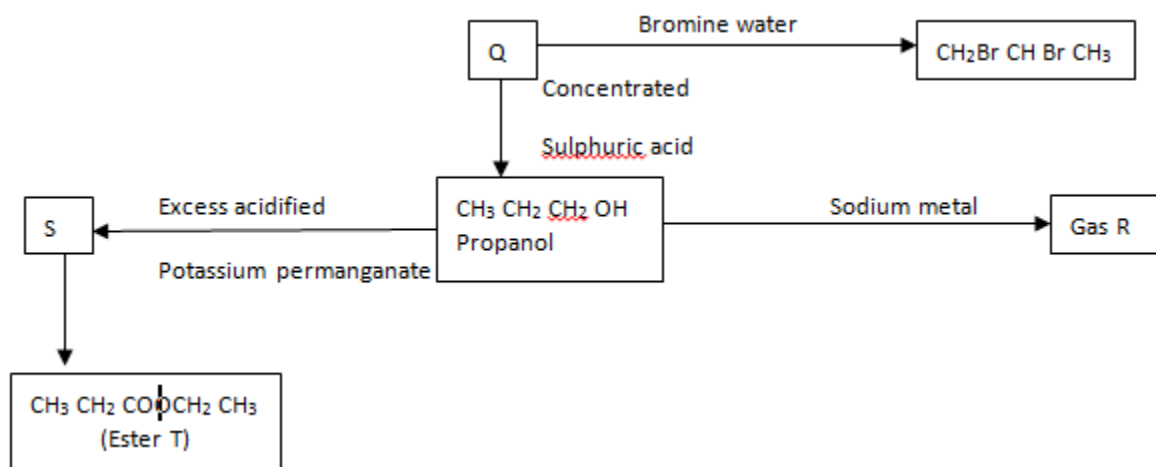 Bromine water
Q
CH₂Br CH Br CH₃
Concentrated
Sulphuric acid
Excess acidified
CH₃ CH₂ CH₂ OH
Propanol
Sodium metal
S
Gas R
Potassium permanganate
CH₃ CH₂ COOCH₂ CH₃
(Ester T)